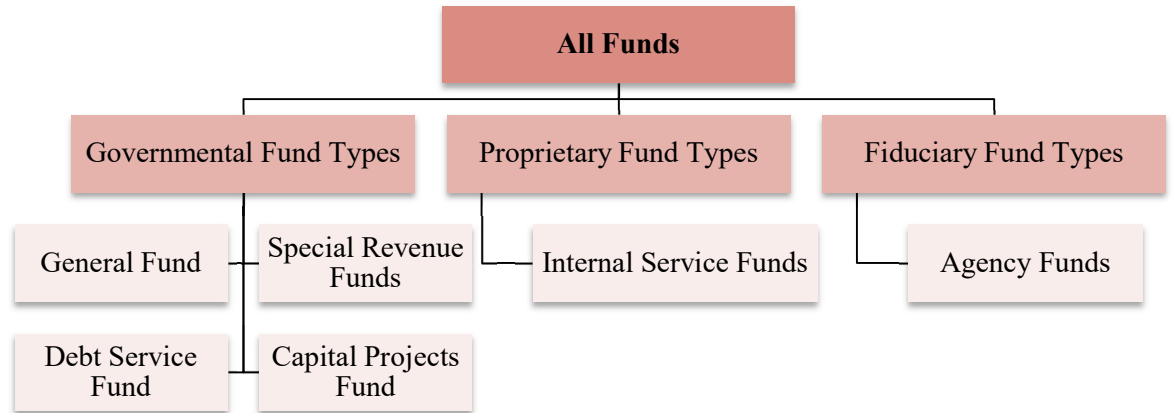 All Funds
Governmental Fund Types
Proprietary Fund Types
Fiduciary Fund Types
General Fund
Special Revenue
Funds
Internal Service Funds
Agency Funds
Debt Service
Fund
Capital Projects
Fund